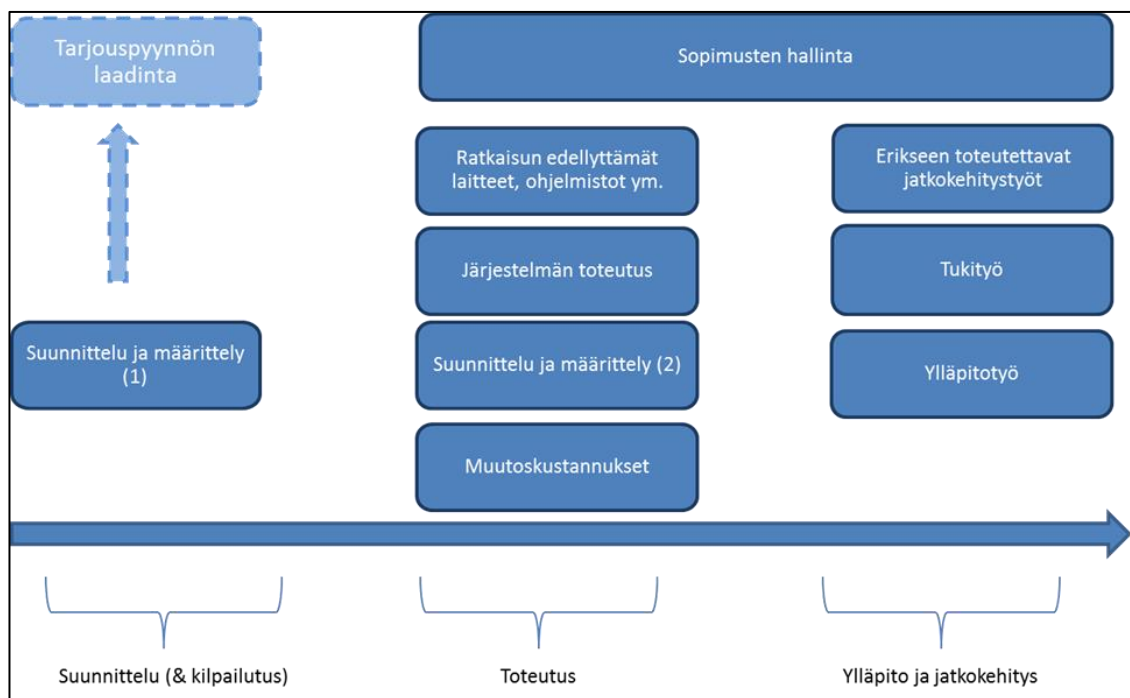 Tarjouspyynnön
laadinta
Sopimusten hallinta
Ratkaisun edellyttämät
laitteet, ohjelmistot ym.
Erikseen toteutettavat
jatkokehitystyöt
Järjestelmän toteutus
Tukityö
Suunnittelu ja määrittely
(1)
Suunnittelu ja määrittely (2)
Ylläpitotyö
Muutoskustannukset
Suunnittelu (& kilpailutus)
Toteutus
Ylläpito ja jatkokehitys